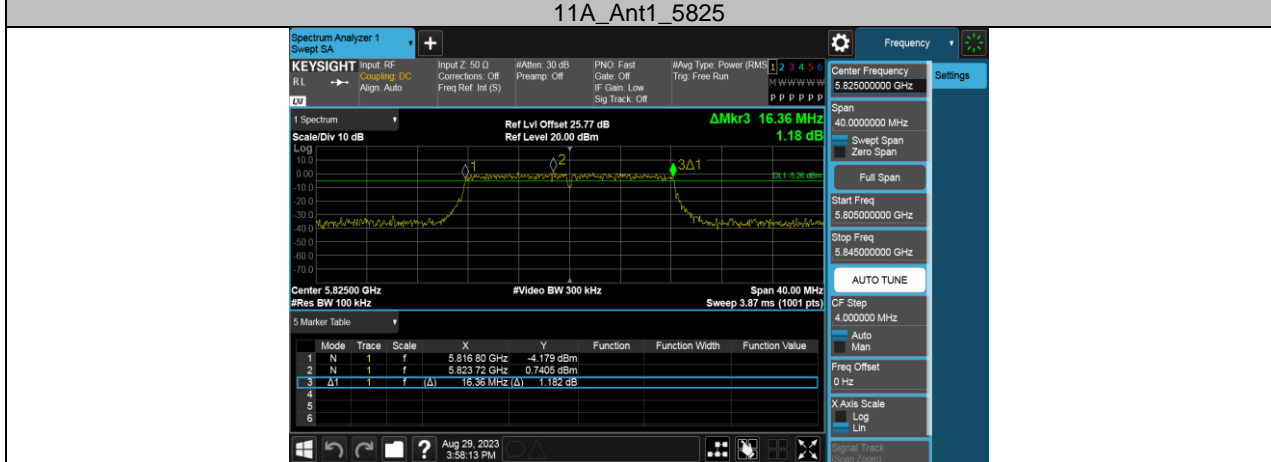 11A_Ant1_5825
Spectrum Analyzer 1
Swept SA
+
Frequency
KEYSIGHT
RL
LXI
Input: RF
Coupling: DC
Align: Auto
Input Z: 50 Ω
Corrections: Off
Freq Ref: Int (S)
#Atten: 30 dB
Preamp: Off
PNO: Fast
Gate: Off
IF Gain: Low
Sig Track: Off
#Avg Type: Power (RMS
Trig: Free Run
1 2 3 4 5 6
M W W W W W
P P P P P P
Center Frequency
5.825000000 GHz
Settings
Span
40.0000000 MHz
Swept Span
Zero Span
Full Span
Start Freq
5.805000000 GHz
Stop Freq
5.845000000 GHz
AUTO TUNE
CF Step
4.000000 MHz
Auto
Man
Freq Offset
0 Hz
X Axis Scale
Log
Lin
Signal Track
(Span Zoom)
1 Spectrum
Scale/Div 10 dB
Ref Lvl Offset 25.77 dB
Ref Level 20.00 dBm
ΔMkr3 16.36 MHz
1.18 dB
Log
10.0
0.00
-10.0
-20.0
-30.0
-40.0
-50.0
-60.0
-70.0
1
2
3Δ1
DL1 -5.26 dBm
Center 5.82500 GHz
#Video BW 300 kHz
Span 40.00 MHz
#Res BW 100 kHz
Sweep 3.87 ms (1001 pts)
5 Marker Table
Mode Trace Scale X Y Function Function Width Function Value
1 N 1 f 5.816 80 GHz -4.179 dBm
2 N 1 f 5.823 72 GHz 0.7405 dBm
3 Δ1 1 f (Δ) 16.36 MHz (Δ) 1.182 dB
4
5
6
?
Aug 29, 2023
3:58:13 PM